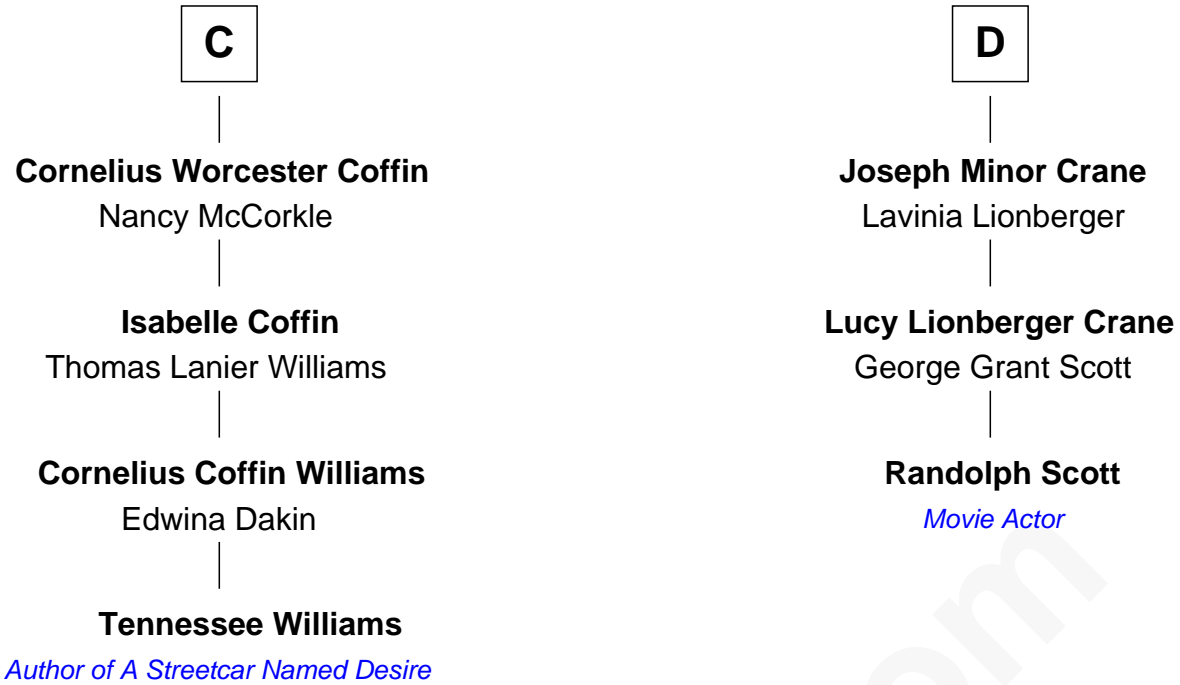 C
Cornelius Worcester Coffin
Nancy McCorkle
Isabelle Coffin
Thomas Lanier Williams
Cornelius Coffin Williams
Edwina Dakin
Tennessee Williams
Author of A Streetcar Named Desire
D
Joseph Minor Crane
Lavinia Lionberger
Lucy Lionberger Crane
George Grant Scott
Randolph Scott
Movie Actor
om